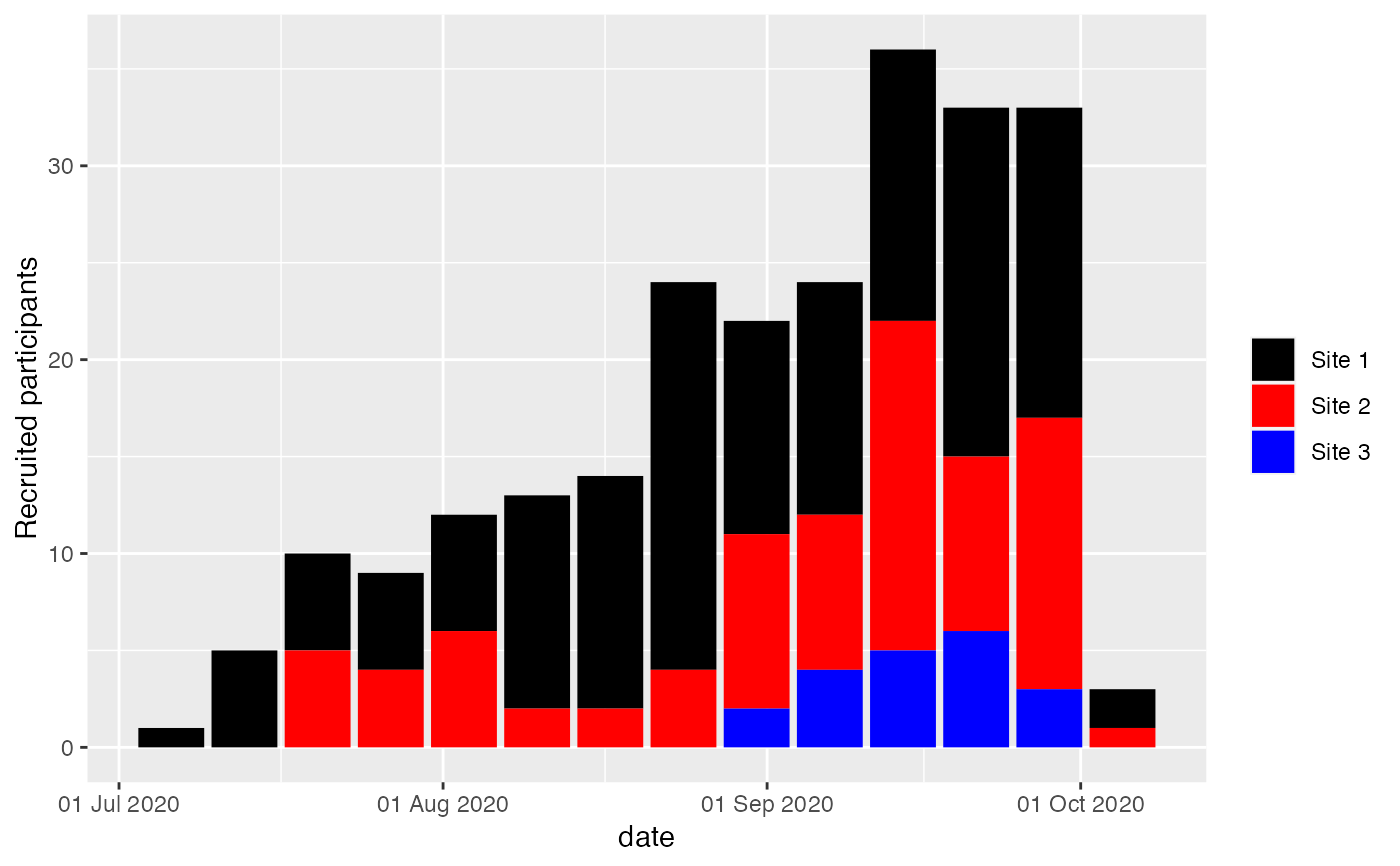 Recruited participants
30
20
10
0
01 Jul 2020
01 Aug 2020
01 Sep 2020
01 Oct 2020
date
Site 1
Site 2
Site 3